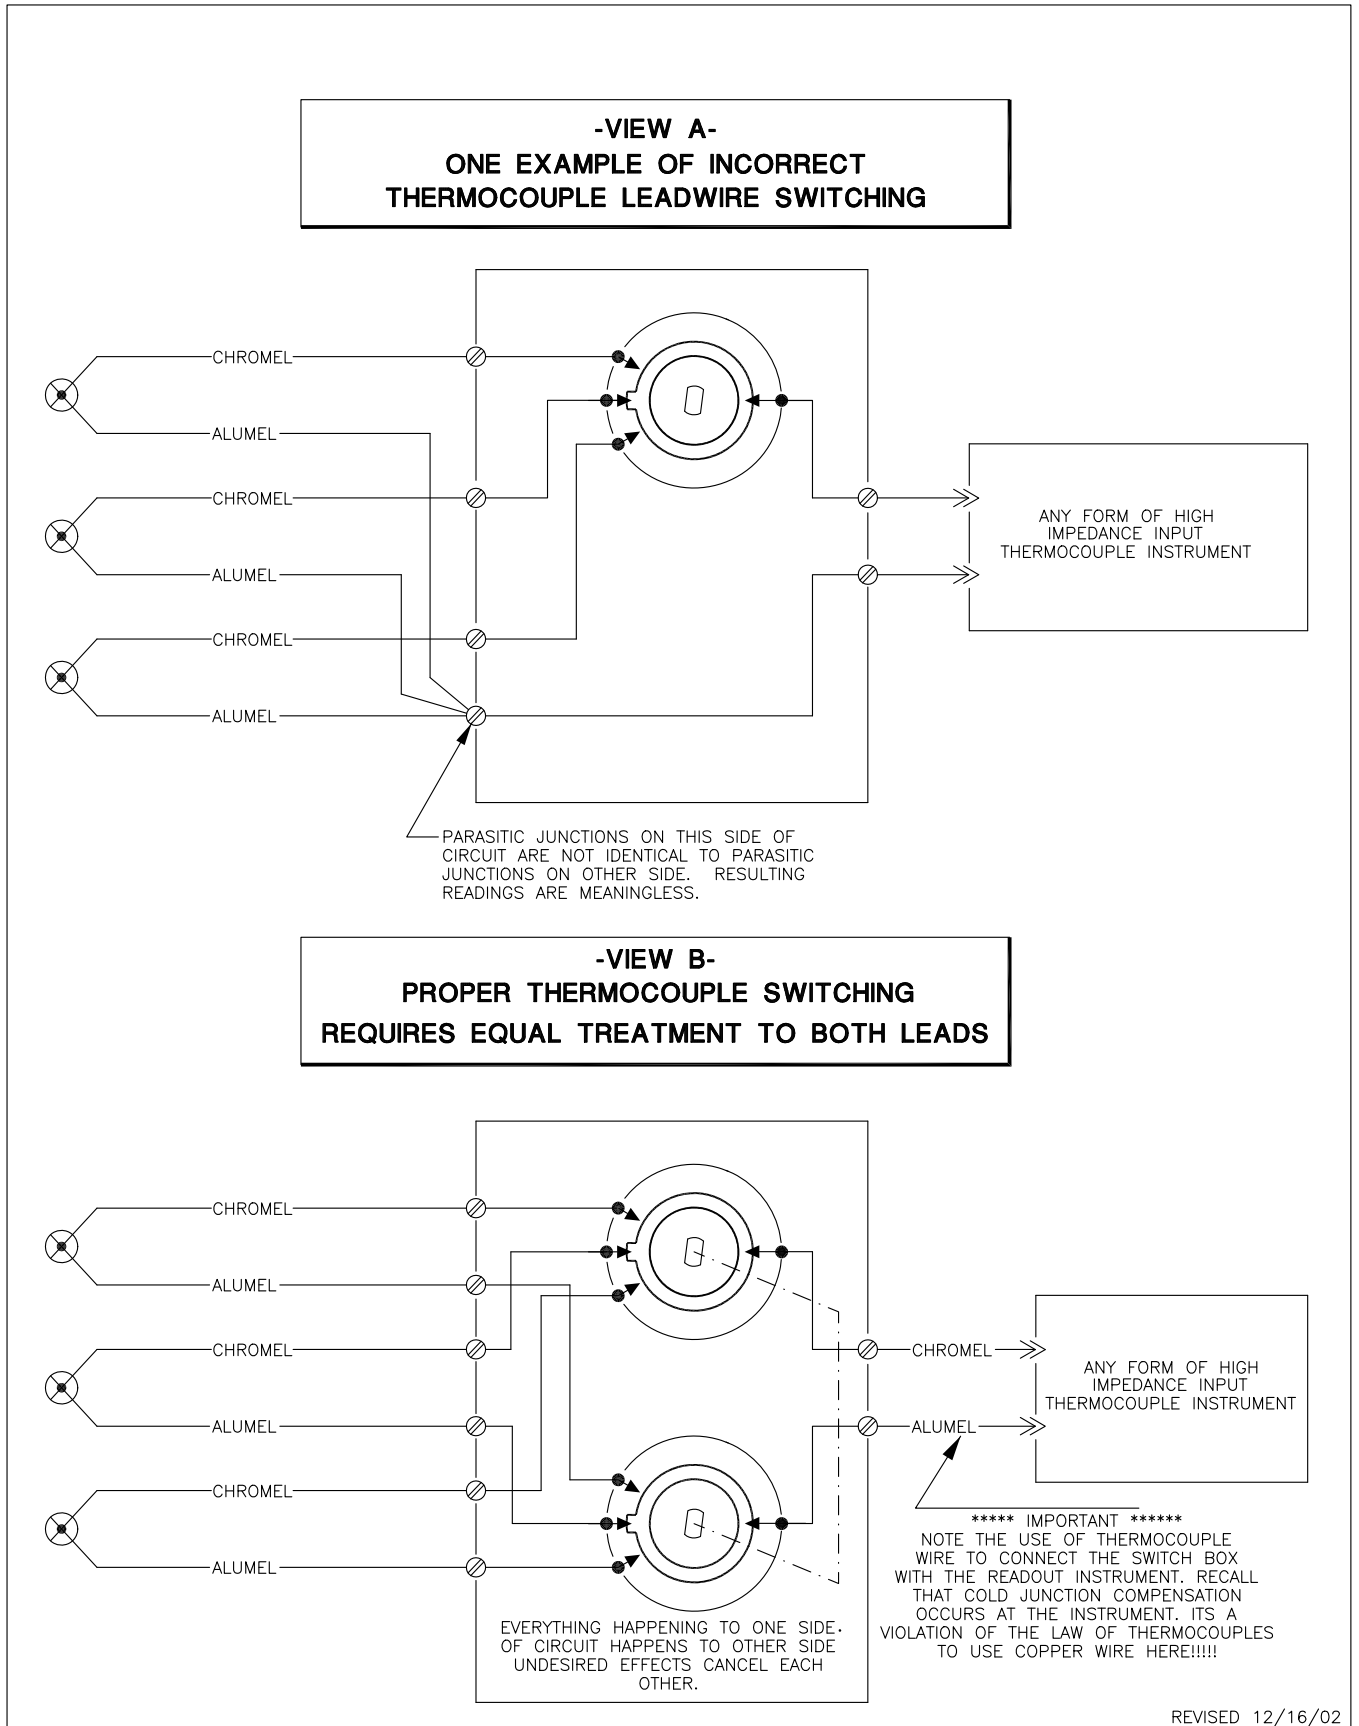 -VIEW A-
ONE EXAMPLE OF INCORRECT
THERMOCOUPLE LEADWIRE SWITCHING
CHROMEL
ALUMEL
CHROMEL
ALUMEL
CHROMEL
ALUMEL
ANY FORM OF HIGH
IMPEDANCE INPUT
THERMOCOUPLE INSTRUMENT
PARASITIC JUNCTIONS ON THIS SIDE OF
CIRCUIT ARE NOT IDENTICAL TO PARASITIC
JUNCTIONS ON OTHER SIDE. RESULTING
READINGS ARE MEANINGLESS.
-VIEW B-
PROPER THERMOCOUPLE SWITCHING
REQUIRES EQUAL TREATMENT TO BOTH LEADS
CHROMEL
ALUMEL
CHROMEL
ALUMEL
CHROMEL
ALUMEL
CHROMEL
ALUMEL
ANY FORM OF HIGH
IMPEDANCE INPUT
THERMOCOUPLE INSTRUMENT
***** IMPORTANT ******
NOTE THE USE OF THERMOCOUPLE
WIRE TO CONNECT THE SWITCH BOX
WITH THE READOUT INSTRUMENT. RECALL
THAT COLD JUNCTION COMPENSATION
OCCURS AT THE INSTRUMENT. ITS A
VIOLATION OF THE LAW OF THERMOCOUPLES
TO USE COPPER WIRE HERE!!!!!
EVERYTHING HAPPENING TO ONE SIDE.
OF CIRCUIT HAPPENS TO OTHER SIDE
UNDESIRED EFFECTS CANCEL EACH
OTHER.
REVISED 12/16/02